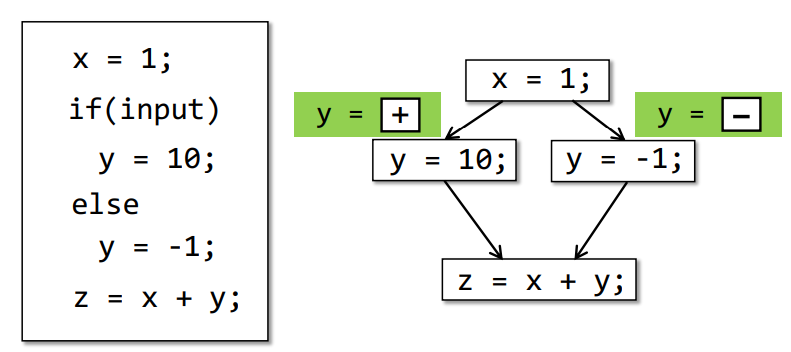 x = 1;
if(input)
y = 10;
else
y = -1;
z = x + y;
x = 1;
y = +
y = -
y = 10;
y = -1;
z = x + y;